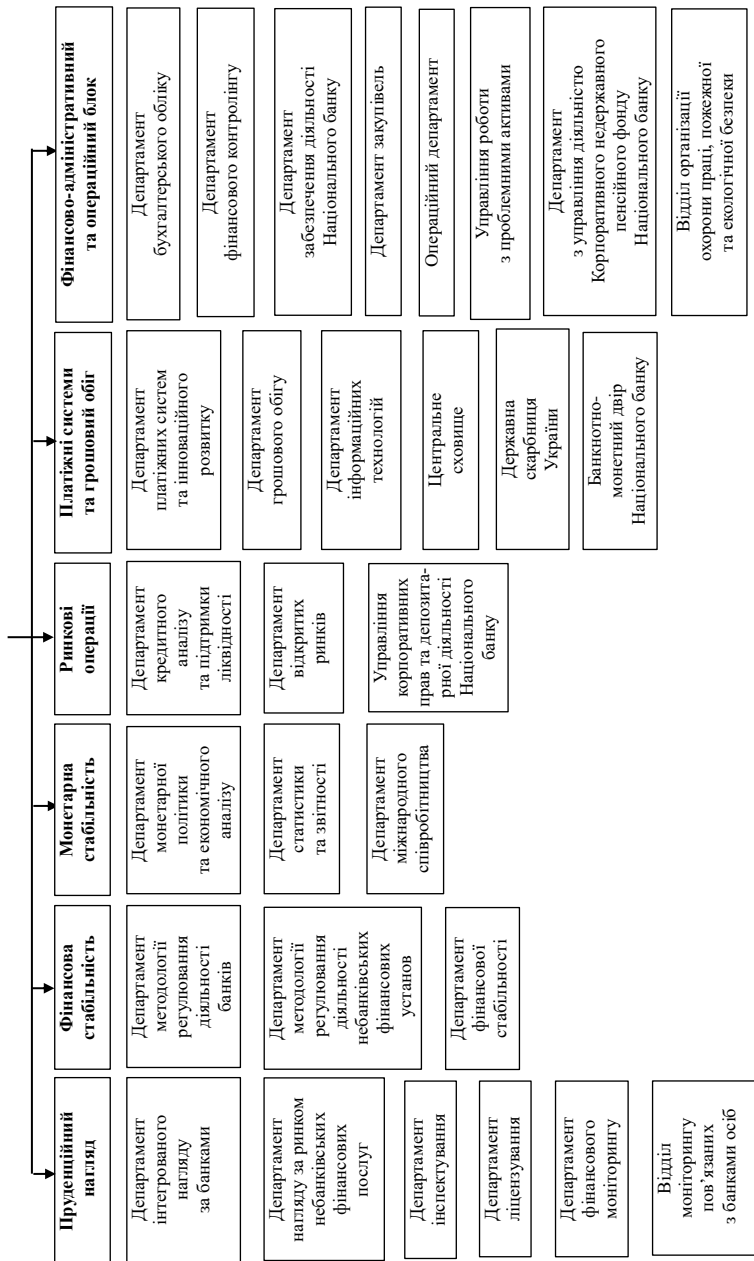 Пруденційний
нагляд
Департамент
інтегрованого
нагляду
за банками
Департамент
нагляду за ринком
небанківських
фінансових
послуг
Департамент
інспектування
Департамент
ліцензування
Департамент
фінансового
моніторингу
Відділ
моніторингу
пов’язаних
з банками осіб
Фінансова
стабільність
Департамент
методології
регулювання
діяльності
банків
Департамент
методології
регулювання
діяльності
небанківських
фінансових
установ
Департамент
фінансової
стабільності
Монетарна
стабільність
Департамент
монетарної
політики
та економічного
аналізу
Департамент
статистики
та звітності
Департамент
міжнародного
співробітництва
Ринкові
операції
Департамент
кредитного
аналізу
та підтримки
ліквідності
Департамент
відкритих
ринків
Управління
корпоративних
прав та депозита-
рної діяльності
Національного
банку
Платіжні системи
та грошовий обіг
Департамент
платіжних систем
та інноваційного
розвитку
Департамент
грошового обігу
Департамент
інформаційних
технологій
Центральне
сховище
Державна
скарбниця
України
Банкнотно-
монетний двір
Національного банку
Фінансово-адміністративний
та операційний блок
Департамент
бухгалтерського обліку
Департамент
фінансового контролінгу
Департамент
забезпечення діяльності
Національного банку
Департамент закупівель
Операційний департамент
Управління роботи
з проблемними активами
Департамент
з управління діяльністю
Корпоративного недержавного
пенсійного фонду
Національного банку
Відділ організації
охорони праці, пожежної
та екологічної безпеки